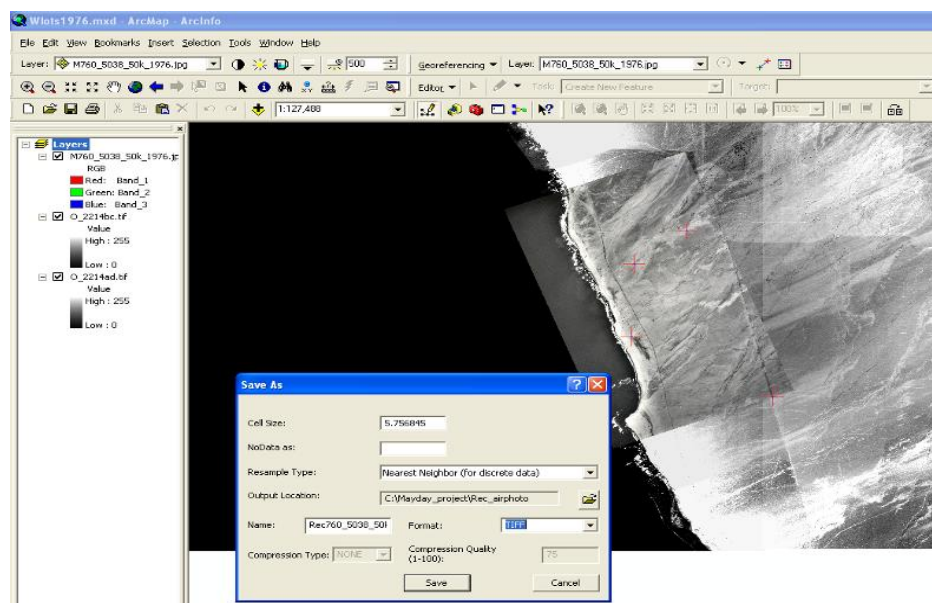 Wlots1976.mxd - ArcMap - ArcInfo
File Edit View Bookmarks Insert Selection Tools Window Help
Layer: M760_5038_50k_1976.jpg 500 Georeferencing Layer: M760_5038_50k_1976.jpg
Editor Task: Create New Feature Target:
1:127,488 100%
Layers
M760_5038_50k_1976.jp
RGB
Red: Band_1
Green: Band_2
Blue: Band_3
O_2214bc.tif
Value
High : 255
Low : 0
O_2214ad.tif
Value
High : 255
Low : 0
Save As
Cell Size: 5.756845
NoData as:
Resample Type: Nearest Neighbor (for discrete data)
Output Location: C:\Mayday_project\Rec_airphoto
Name: Rec760_5038_50 Format: TIFF
Compression Type: NONE Compression Quality (1-100): 75
Save Cancel